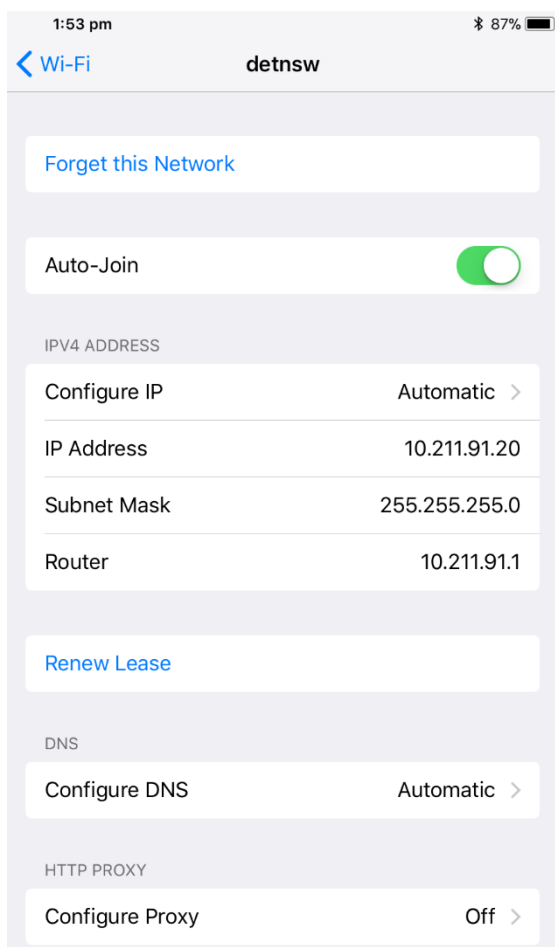 1:53 pm 87%
Wi-Fi detnsw
Forget this Network
Auto-Join
IPV4 ADDRESS
Configure IP Automatic
IP Address 10.211.91.20
Subnet Mask 255.255.255.0
Router 10.211.91.1
Renew Lease
DNS
Configure DNS Automatic
HTTP PROXY
Configure Proxy Off